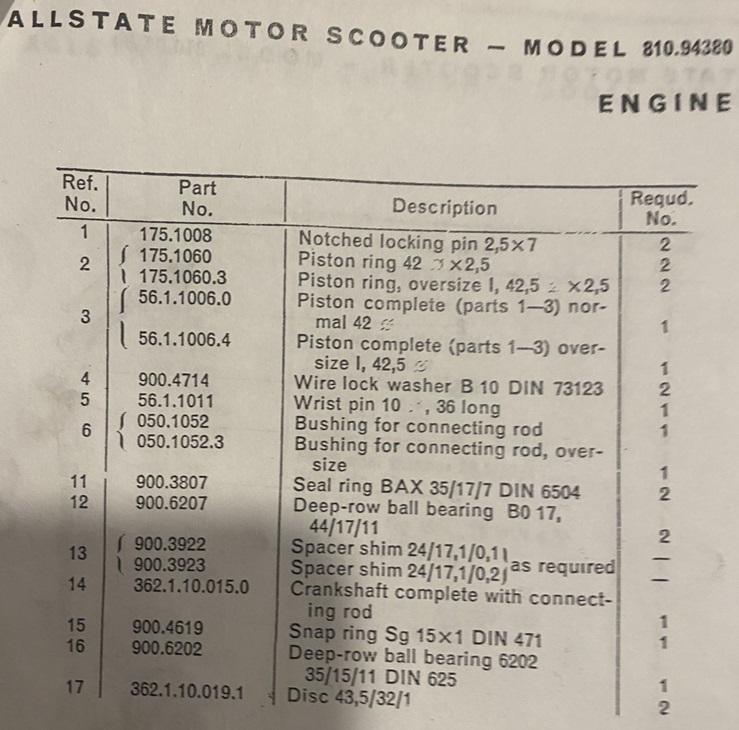 ALLSTATE MOTOR SCOOTER — MODEL 810.94380
ENGINE
Ref. No. Part No. Description Requd. No.
1 175.1008 Notched locking pin 2,5×7 2
2 175.1060 Piston ring 42 ×2,5 2
175.1060.3 Piston ring, oversize I, 42,5 ×2,5 2
3 56.1.1006.0 Piston complete (parts 1—3) nor-
mal 42 1
56.1.1006.4 Piston complete (parts 1—3) over-
size I, 42,5 1
4 900.4714 Wire lock washer B 10 DIN 73123 2
5 56.1.1011 Wrist pin 10 , 36 long 1
6 050.1052 Bushing for connecting rod 1
050.1052.3 Bushing for connecting rod, over-
size 1
11 900.3807 Seal ring BAX 35/17/7 DIN 6504 2
12 900.6207 Deep-row ball bearing B0 17,
44/17/11 2
13 900.3922 Spacer shim 24/17,1/0,1 —
900.3923 Spacer shim 24/17,1/0,2 as required —
14 362.1.10.015.0 Crankshaft complete with connect-
ing rod 1
15 900.4619 Snap ring Sg 15×1 DIN 471 1
16 900.6202 Deep-row ball bearing 6202
35/15/11 DIN 625 1
17 362.1.10.019.1 Disc 43,5/32/1 2